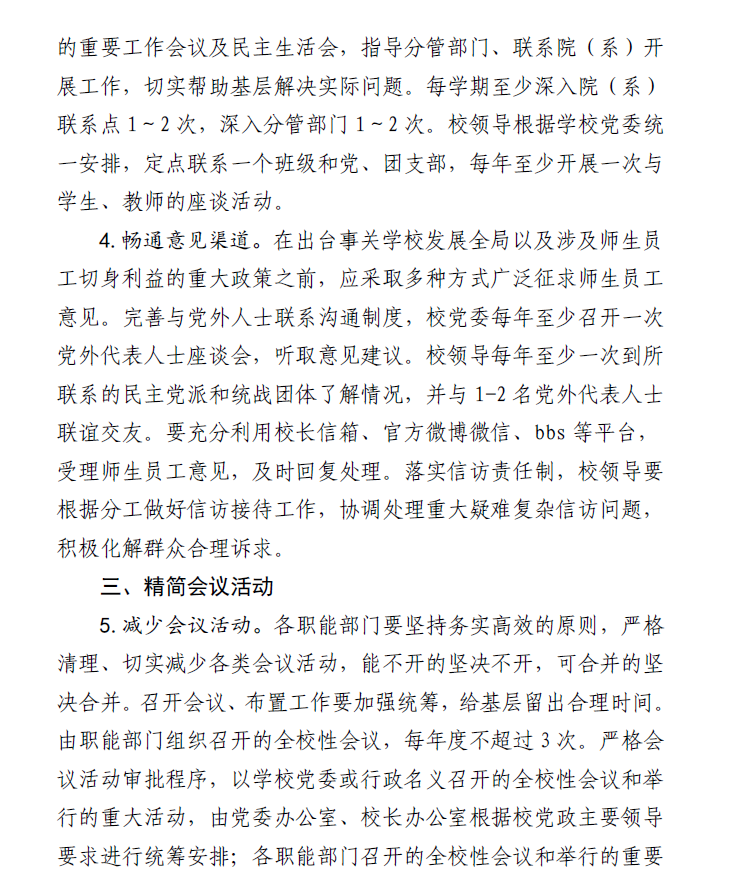 的重要工作会议及民主生活会，指导分管部门、联系院（系）开
展工作，切实帮助基层解决实际问题。每学期至少深入院（系）
联系点 1～2 次，深入分管部门 1～2 次。校领导根据学校党委统
一安排，定点联系一个班级和党、团支部，每年至少开展一次与
学生、教师的座谈活动。
4. 畅通意见渠道。在出台事关学校发展全局以及涉及师生员
工切身利益的重大政策之前，应采取多种方式广泛征求师生员工
意见。完善与党外人士联系沟通制度，校党委每年至少召开一次
党外代表人士座谈会，听取意见建议。校领导每年至少一次到所
联系的民主党派和统战团体了解情况，并与 1-2 名党外代表人士
联谊交友。要充分利用校长信箱、官方微博微信、bbs 等平台，
受理师生员工意见，及时回复处理。落实信访责任制，校领导要
根据分工做好信访接待工作，协调处理重大疑难复杂信访问题，
积极化解群众合理诉求。
三、精简会议活动
5. 减少会议活动。各职能部门要坚持务实高效的原则，严格
清理、切实减少各类会议活动，能不开的坚决不开，可合并的坚
决合并。召开会议、布置工作要加强统筹，给基层留出合理时间。
由职能部门组织召开的全校性会议，每年度不超过 3 次。严格会
议活动审批程序，以学校党委或行政名义召开的全校性会议和举
行的重大活动，由党委办公室、校长办公室根据校党政主要领导
要求进行统筹安排；各职能部门召开的全校性会议和举行的重要